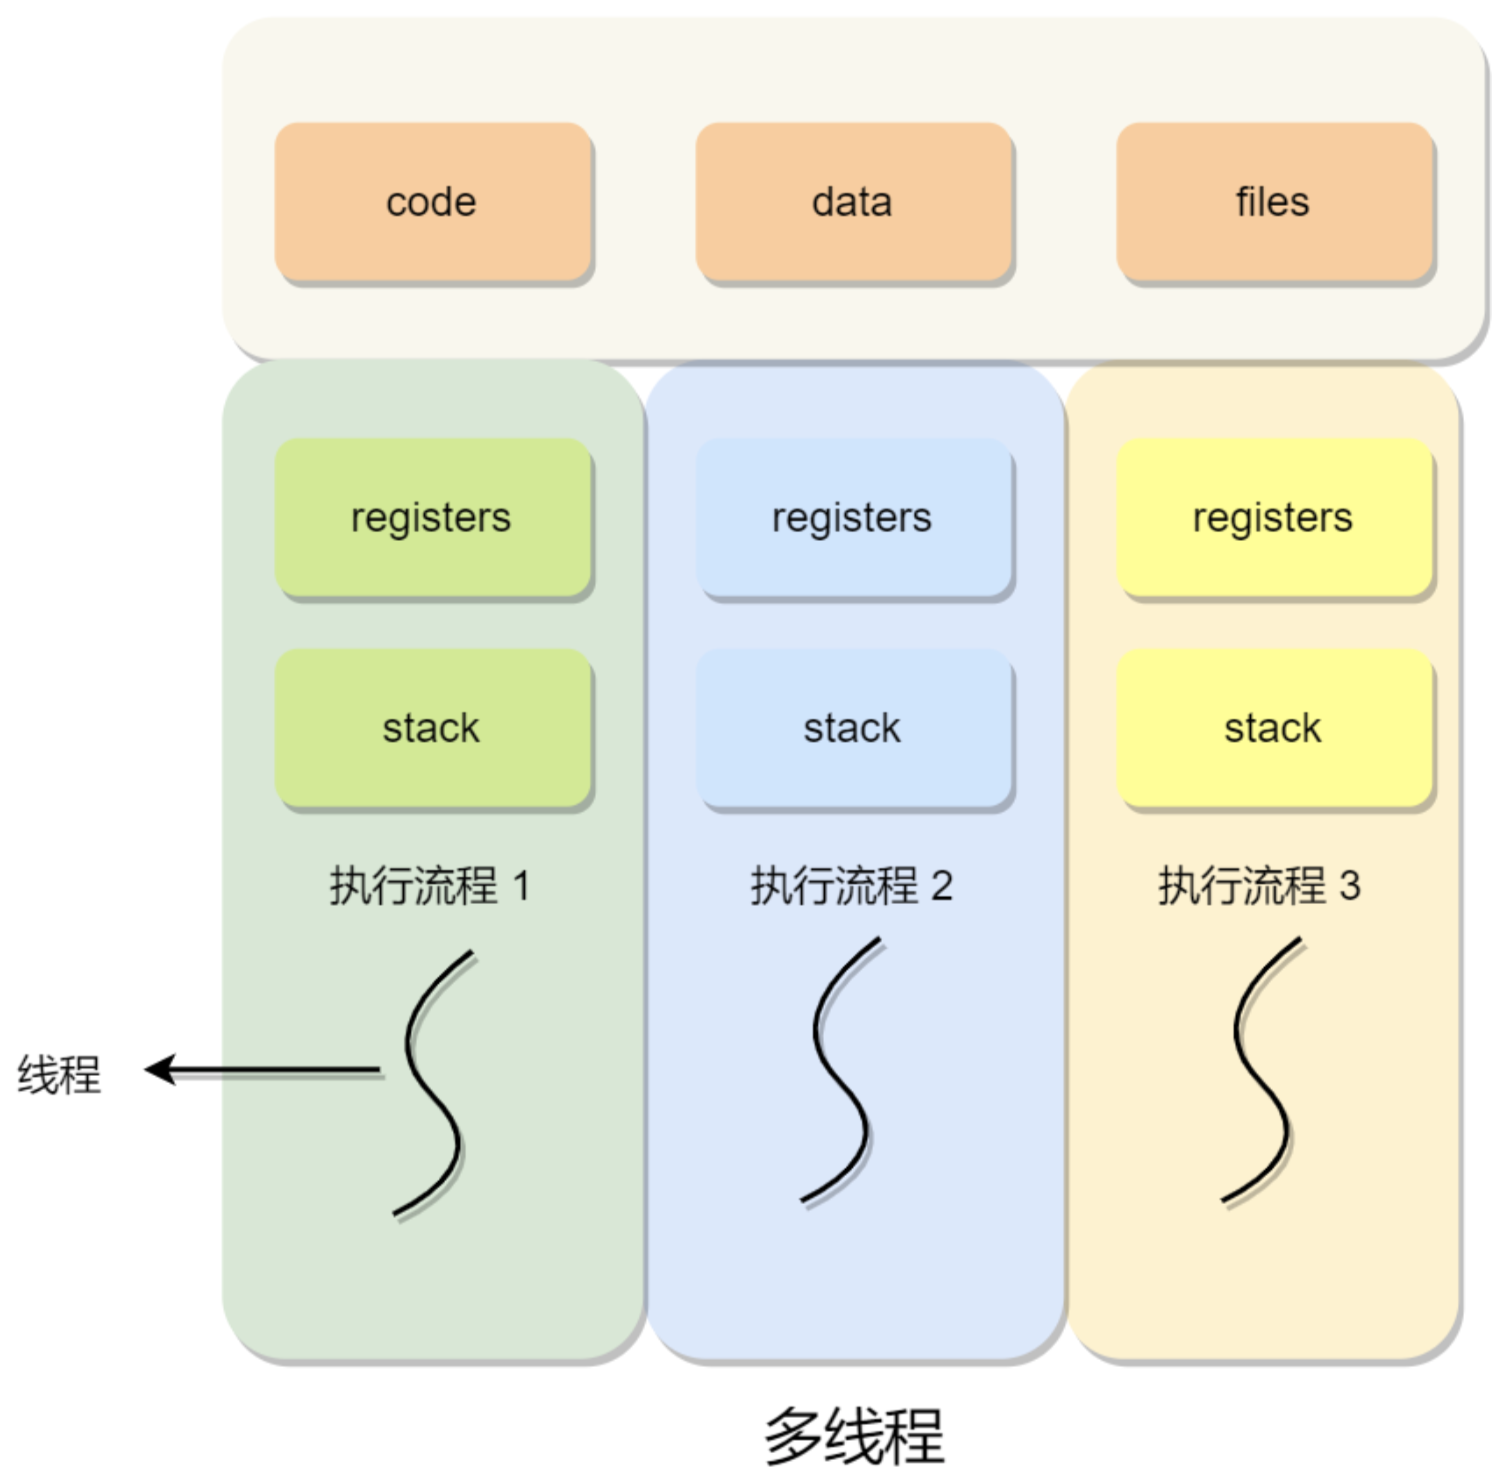 code
data
files
registers
registers
registers
stack
stack
stack
执行流程 1
执行流程 2
执行流程 3
线程
多线程